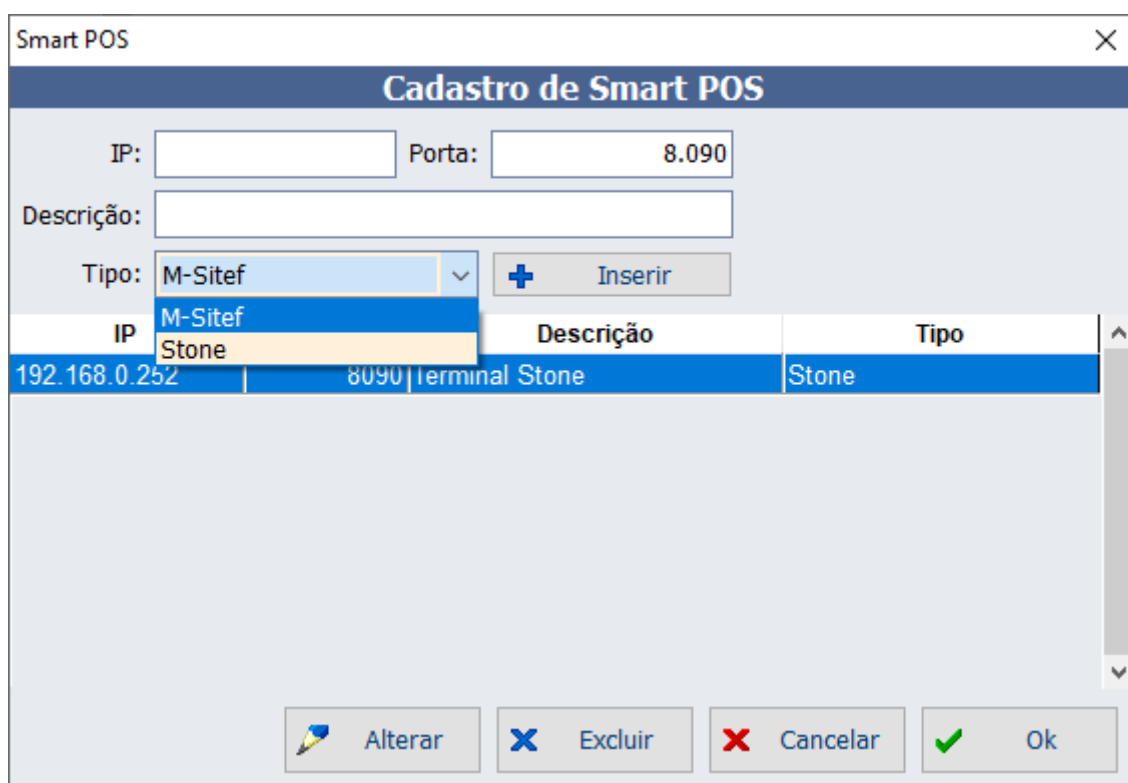 Smart POS
Cadastro de Smart POS
IP: Porta: 8.090
Descrição:
Tipo: M-Sitef Inserir
M-Sitef
Stone
IP Descrição Tipo
192.168.0.252 8090 Terminal Stone Stone
Alterar Excluir Cancelar Ok